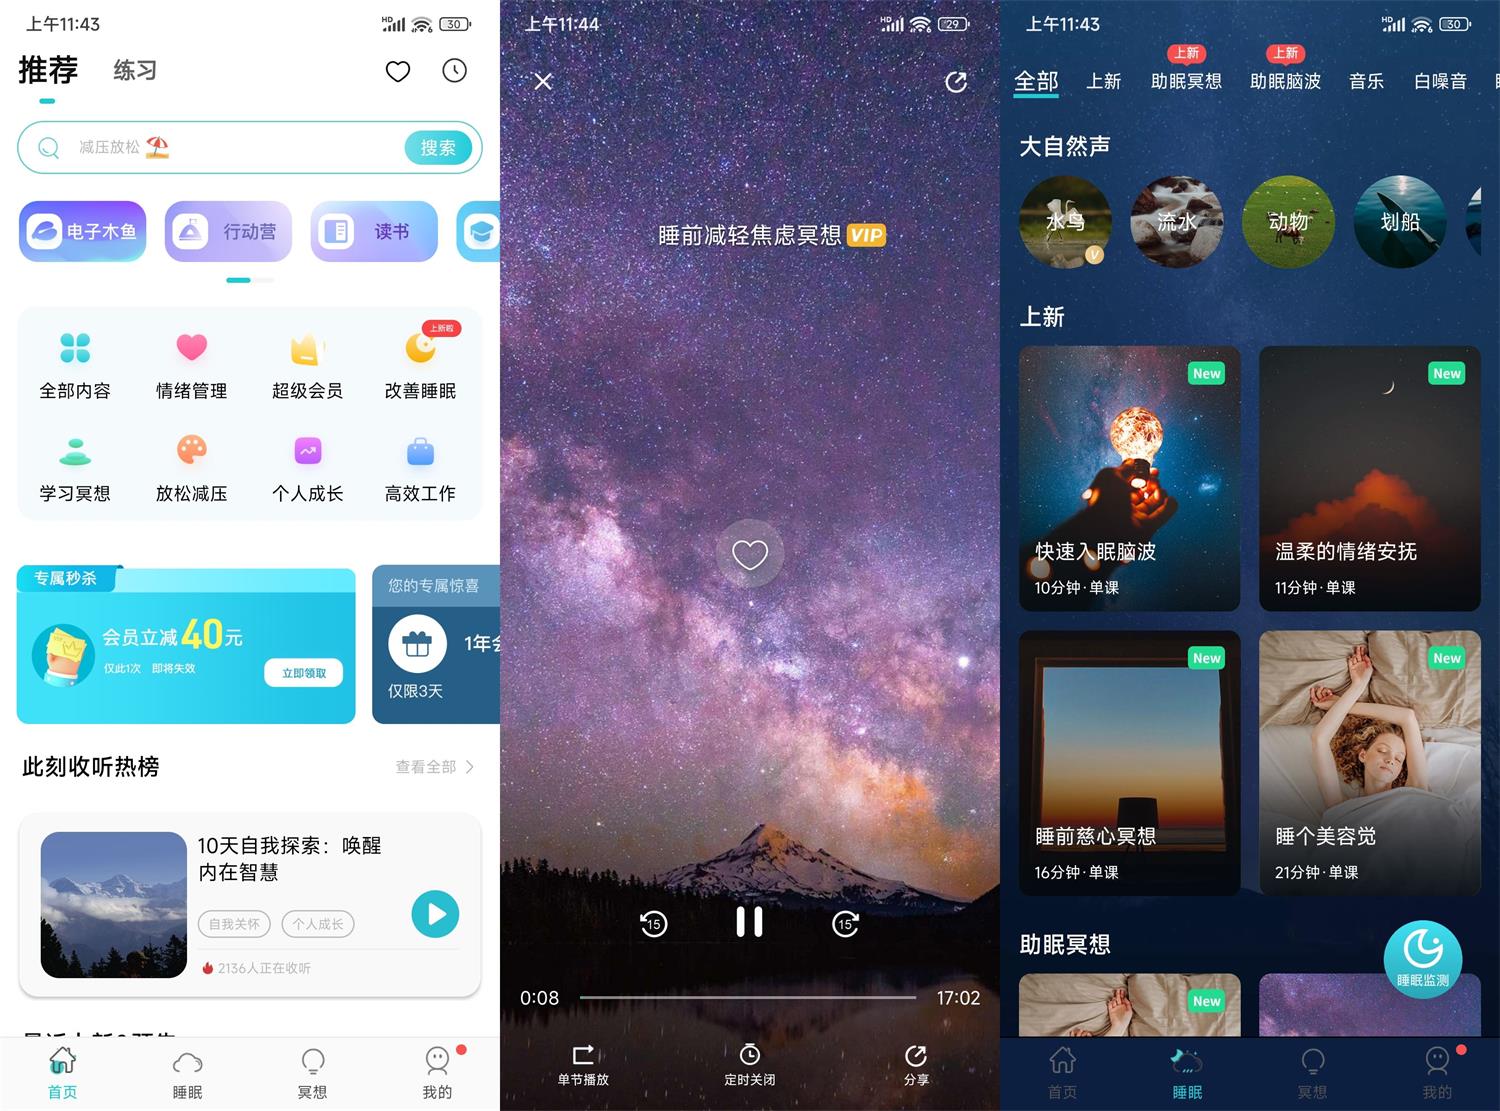 上午11:43
HD
6
30
推荐
练习
减压放松
搜索
电子木鱼
行动营
读书
上新啦
全部内容
情绪管理
超级会员
改善睡眠
学习冥想
放松减压
个人成长
高效工作
专属秒杀
会员立减40元
仅此1次 即将失效
立即领取
您的专属惊喜
1年会
仅限3天
此刻收听热榜
查看全部
10天自我探索：唤醒
内在智慧
自我关怀
个人成长
2136人正在收听
首页
睡眠
冥想
我的
上午11:44
HD
6
29
睡前减轻焦虑冥想 VIP
15
15
0:08
17:02
单节播放
定时关闭
分享
上午11:43
HD
6
30
上新
上新
全部
上新
助眠冥想
助眠脑波
音乐
白噪音
大自然声
水鸟
V
流水
动物
划船
上新
New
快速入眠脑波
10分钟·单课
New
温柔的情绪安抚
11分钟·单课
New
睡前慈心冥想
16分钟·单课
New
睡个美容觉
21分钟·单课
助眠冥想
睡眠监测
New
首页
睡眠
冥想
我的